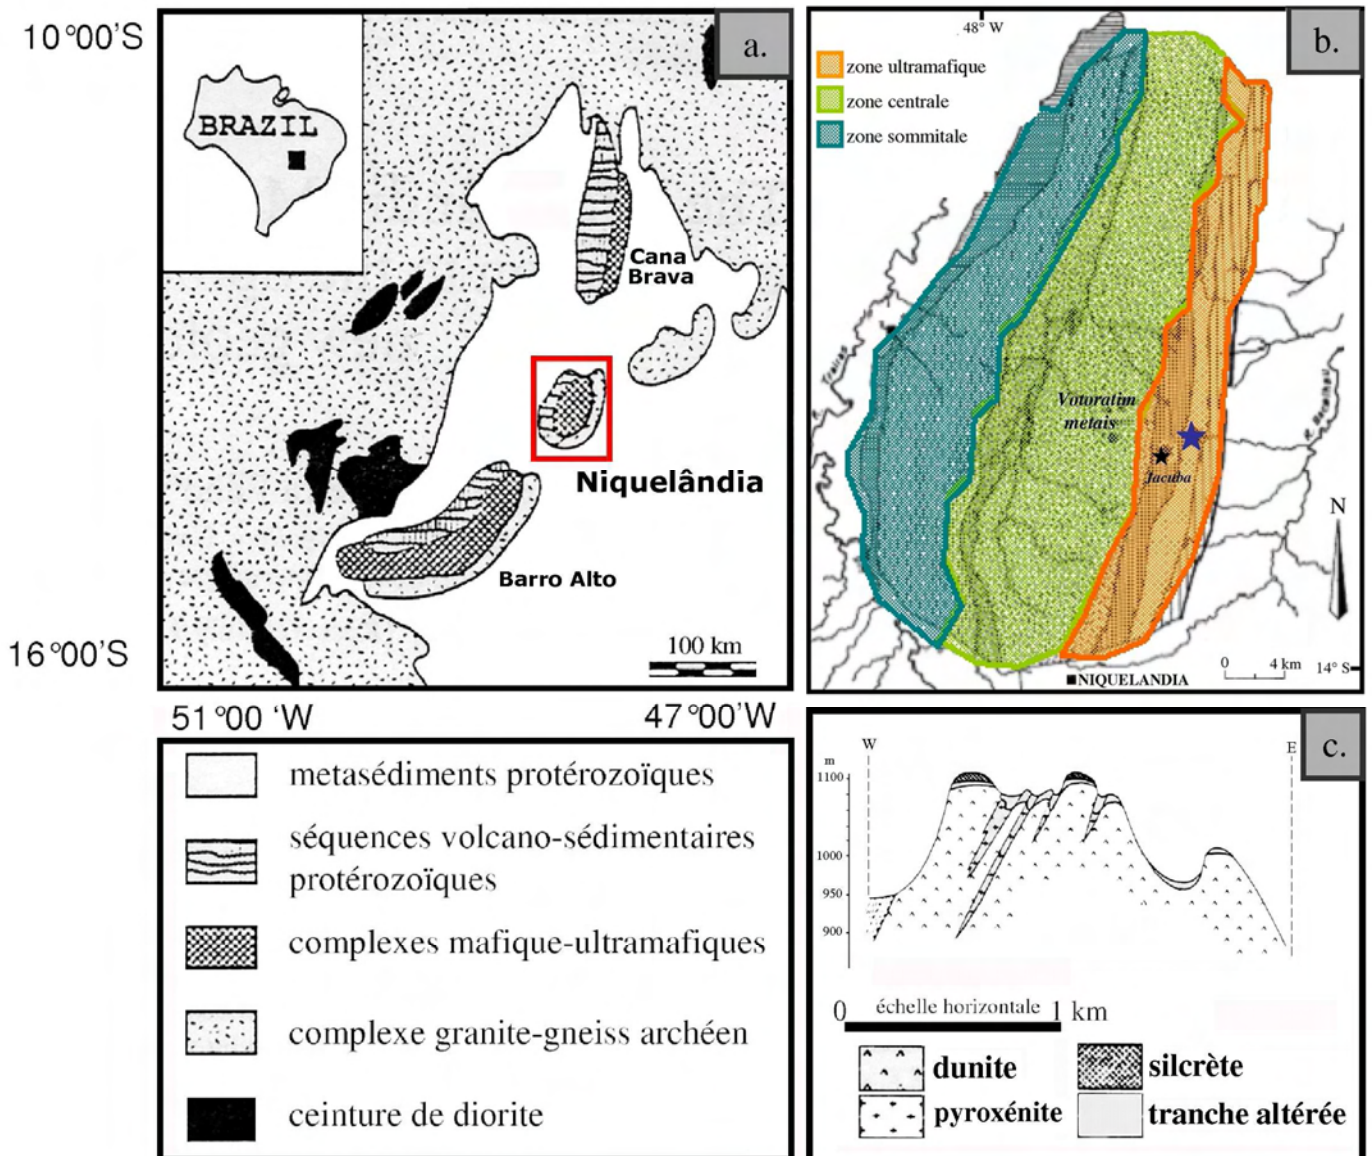 10°00'S
a.
BRAZIL
Cana
Brava
Niquelândia
Barro Alto
100 km
16°00'S
51°00 'W
47°00'W
metasédiments protérozoïques
séquences volcano-sédimentaires
protérozoïques
complexes mafique-ultramafiques
complexe granite-gneiss archéen
ceinture de diorite
b.
48° W
zone ultramafique
zone centrale
zone sommitale
Votoratim
metais
Jacuba
N
0 4 km
14° S
NIQUELANDIA
c.
W
E
m
1100
1000
950
900
0 échelle horizontale 1 km
dunite
silcrète
pyroxénite
tranche altérée